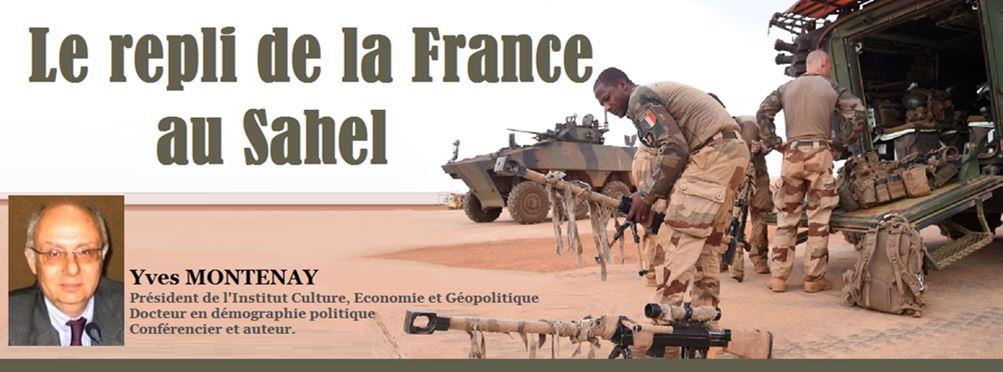 Le repli de la France
au Sahel
Yves MONTENAY
Président de l'Institut Culture, Economie et Géopolitique
Docteur en démographie politique
Conférencier et auteur.